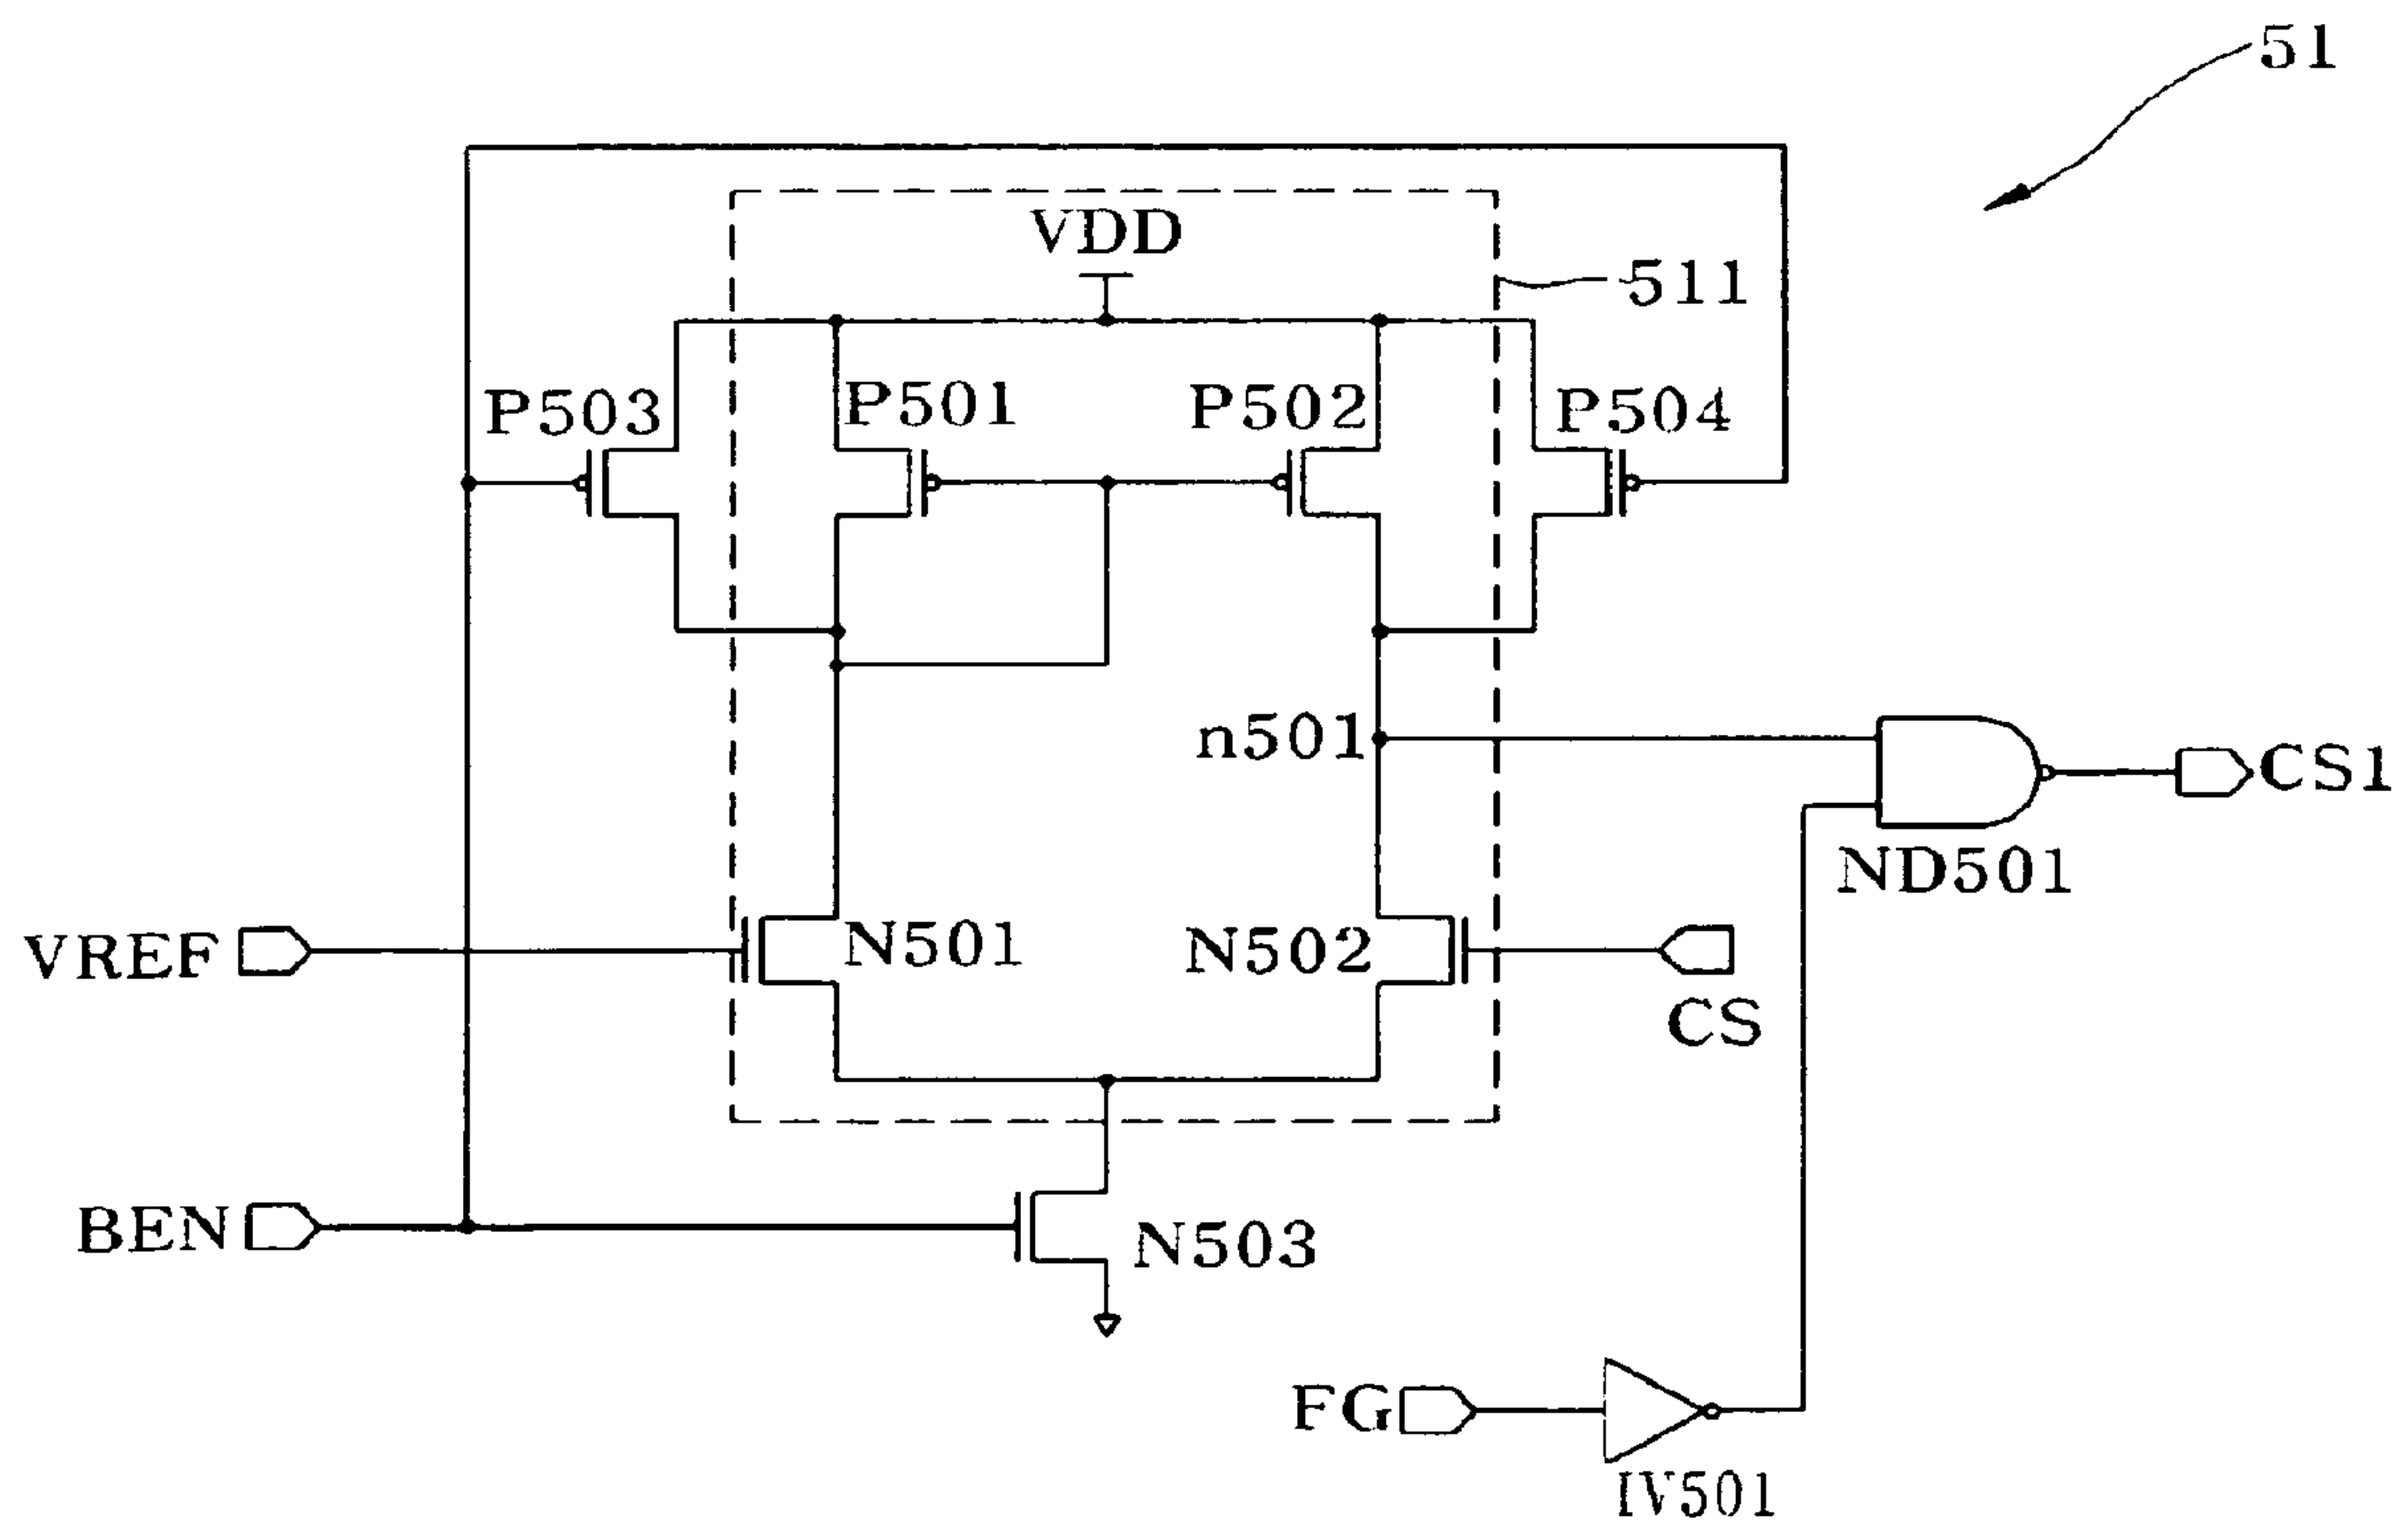 51
VDD
511
P503
P501
P502
P504
n501
CS1
ND501
VREF
N501
N502
CS
BEN
N503
FG
IV501